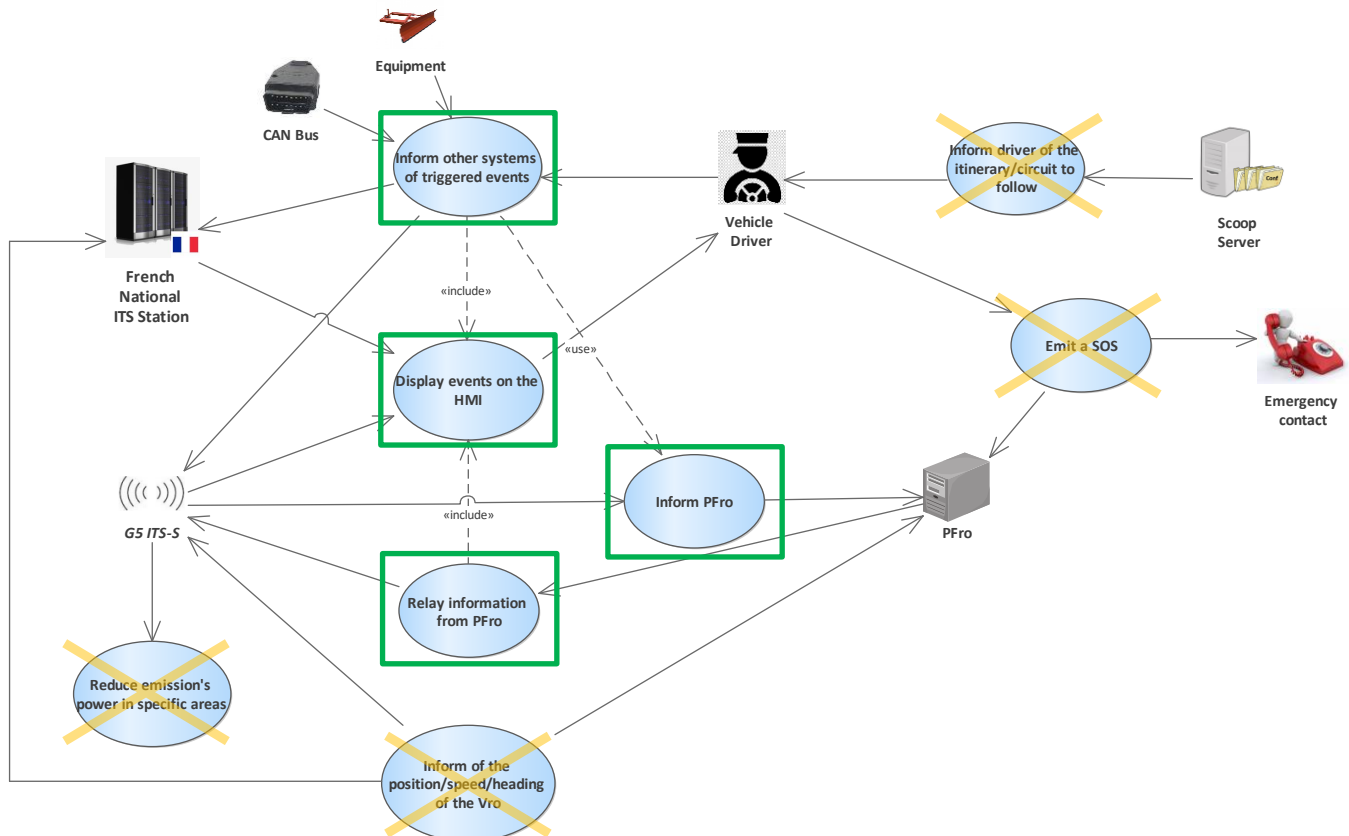 Equipment
CAN Bus
Inform other systems
of triggered events
Inform driver of the
itinerary/circuit to
follow
Conf
Vehicle
Driver
Scoop
Server
French
National
ITS Station
«include»
«use»
Emit a SOS
Display events on the
HMI
Emergency
contact
Inform PFro
G5 ITS-S
«include»
PFro
Relay information
from PFro
Reduce emission's
power in specific areas
Inform of the
position/speed/heading
of the Vro